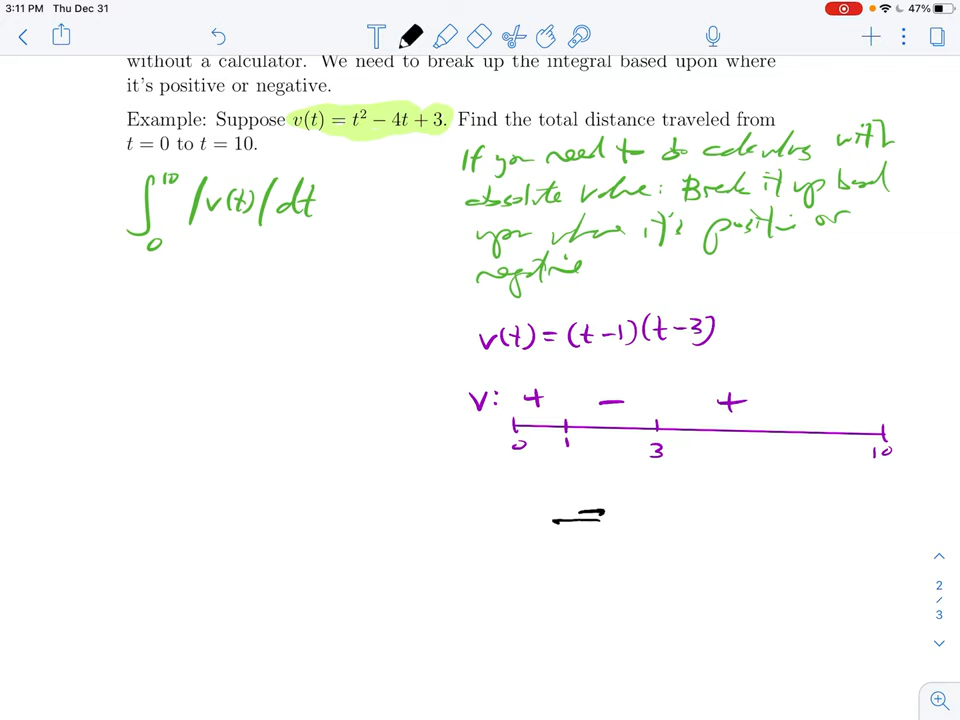 3:11 PM Thu Dec 31
47%
without a calculator. We need to break up the integral based upon where
it's positive or negative.
Example: Suppose v(t) = t² − 4t + 3. Find the total distance traveled from
t = 0 to t = 10.
∫₀¹⁰ |v(t)| dt
If you need to do calculus with
absolute value: Break it up based
upon where it's positive or
negative
v(t) = (t-1)(t-3)
V: + − +
0 1 3 10
2
/
3